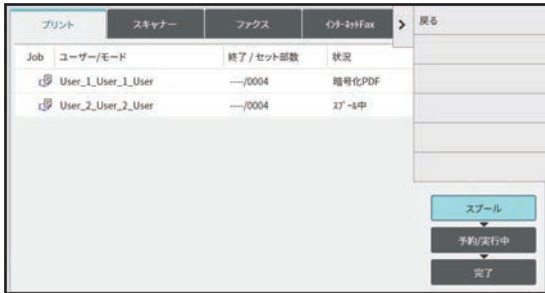 プリント スキャナー ファクス ｲﾝﾀｰﾈｯﾄFax > 戻る
Job ユーザー/モード 終了 / セット部数 状況
User_1_User_1_User ----/0004 暗号化PDF
User_2_User_2_User ----/0004 ｽﾌﾟｰﾙ中
スプール
予約/実行中
完了